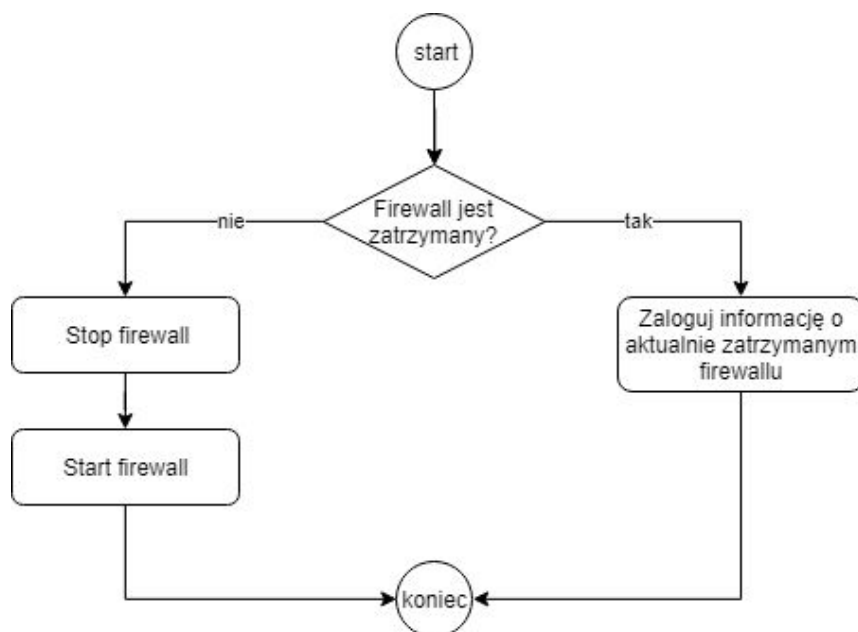 start
Firewall jest
zatrzymany?
nie
tak
Stop firewall
Zaloguj informację o
aktualnie zatrzymanym
firewallu
Start firewall
koniec